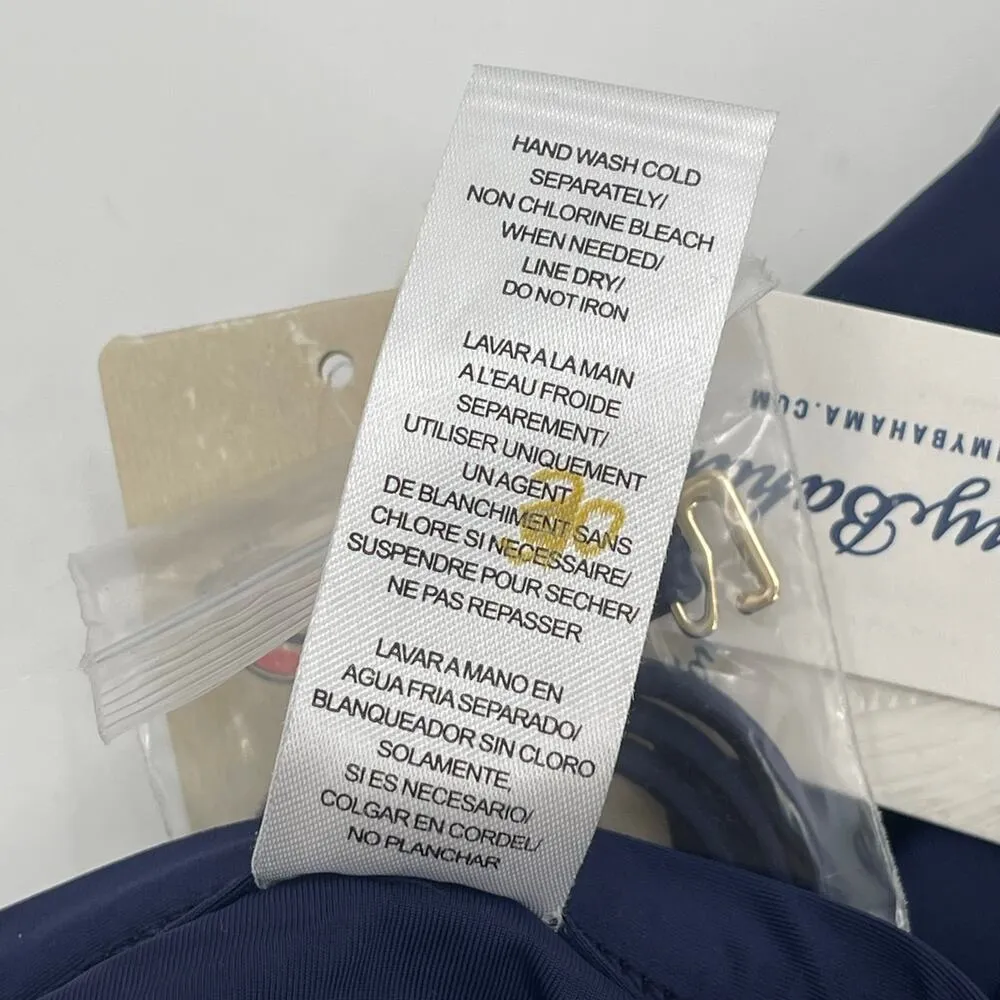 HAND WASH COLD
SEPARATELY/
NON CHLORINE BLEACH
WHEN NEEDED/
LINE DRY/
DO NOT IRON
LAVAR A LA MAIN
A L'EAU FROIDE
SEPAREMENT/
UTILISER UNIQUEMENT
UN AGENT
DE BLANCHIMENT SANS
CHLORE SI NECESSAIRE/
SUSPENDRE POUR SECHER/
NE PAS REPASSER
LAVAR A MANO EN
AGUA FRIA SEPARADO/
BLANQUEADOR SIN CLORO
SOLAMENTE,
SI ES NECESARIO/
COLGAR EN CORDEL/
NO PLANCHAR
MYBAHAMA.COM